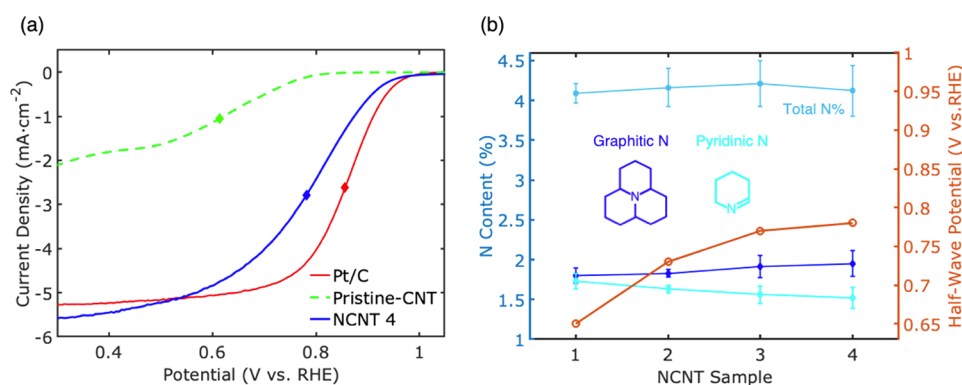 (a)
Current Density (mA·cm⁻²)
0
-1
-2
-3
-4
-5
-6
0.4
0.6
0.8
1
Potential (V vs. RHE)
Pt/C
Pristine-CNT
NCNT 4
(b)
N Content (%)
4.5
4
3.5
3
2.5
2
1.5
1
Total N%
Graphitic N
Pyridinic N
N
N
1
2
3
4
NCNT Sample
1
0.95
0.9
0.85
0.8
0.75
0.7
0.65
Half-Wave Potential (V vs.RHE)